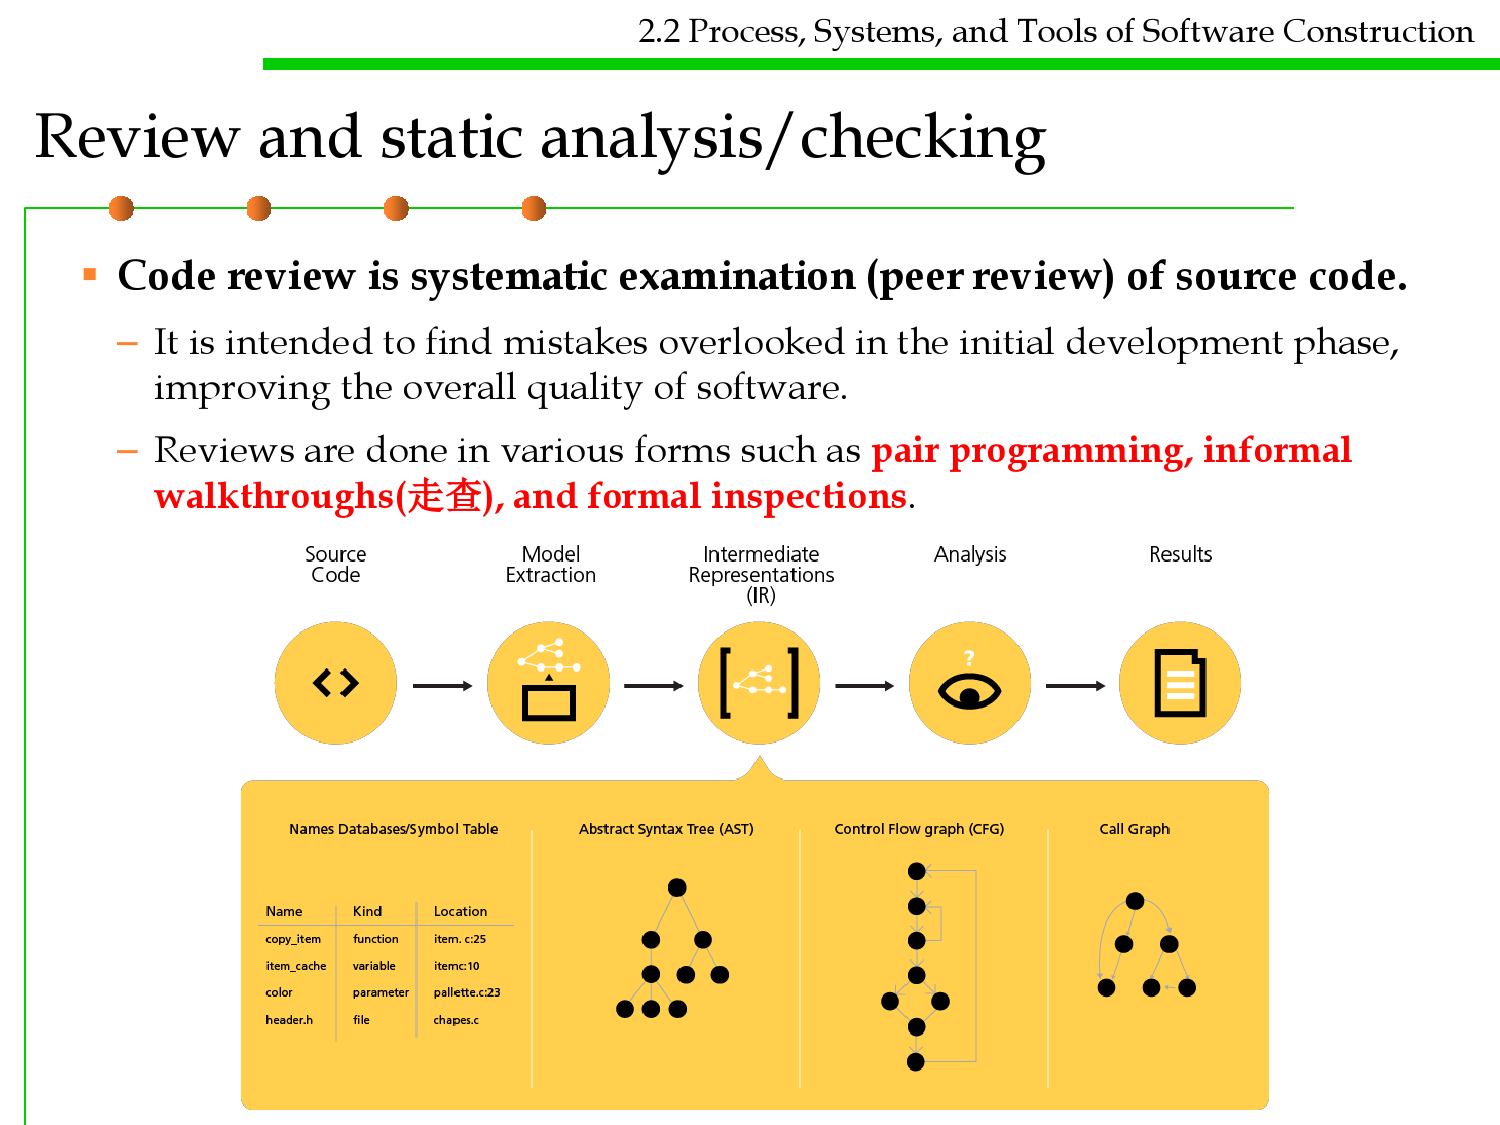 2.2 Process, Systems, and Tools of Software Construction
Review and static analysis/checking
▪ Code review is systematic examination (peer review) of source code.
– It is intended to find mistakes overlooked in the initial development phase,
improving the overall quality of software.
– Reviews are done in various forms such as pair programming, informal
walkthroughs(走查), and formal inspections.
Source
Code
Model
Extraction
Intermediate
Representations
(IR)
Analysis
Results
?
Names Databases/Symbol Table
Name Kind Location
copy_item function item. c:25
item_cache variable itemc:10
color parameter pallette.c:23
header.h file chapes.c
Abstract Syntax Tree (AST)
Control Flow graph (CFG)
Call Graph